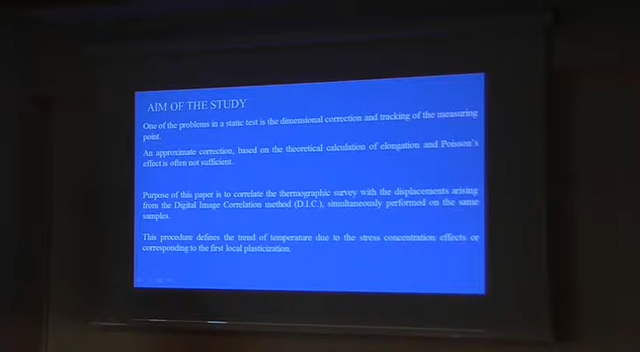 AIM OF THE STUDY
One of the problems in a static test is the dimensional correction and tracking of the measuring
point.
An approximate correction, based on the theoretical calculation of elongation and Poisson's
effect is often not sufficient.
Purpose of this paper is to correlate the thermographic survey with the displacements arising
from the Digital Image Correlation method (D.I.C.), simultaneously performed on the same
samples.
This procedure defines the trend of temperature due to the stress concentration effects or
corresponding to the first local plasticization.